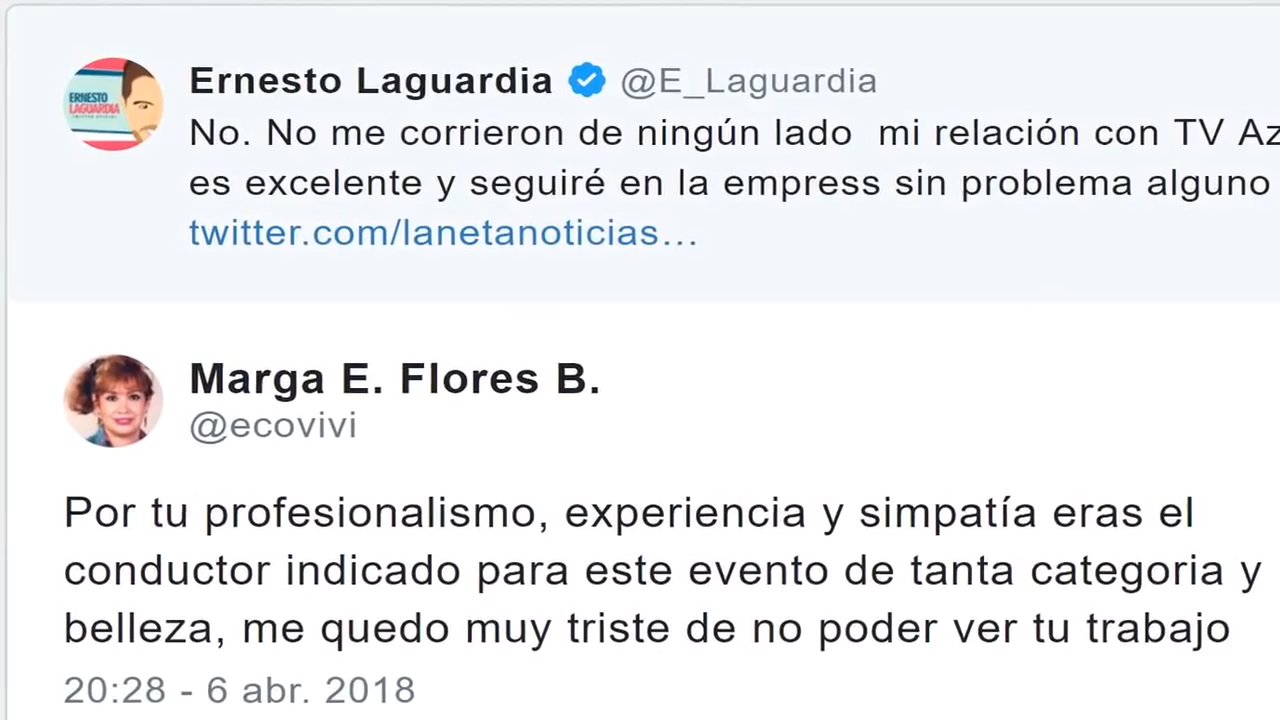 Ernesto Laguardia @E_Laguardia
No. No me corrieron de ningún lado mi relación con TV Az
es excelente y seguiré en la empress sin problema alguno
twitter.com/lanetanoticias...
ERNESTO
LAGUARDIA
Marga E. Flores B.
@ecovivi
Por tu profesionalismo, experiencia y simpatía eras el
conductor indicado para este evento de tanta categoria y
belleza, me quedo muy triste de no poder ver tu trabajo
20:28 - 6 abr. 2018